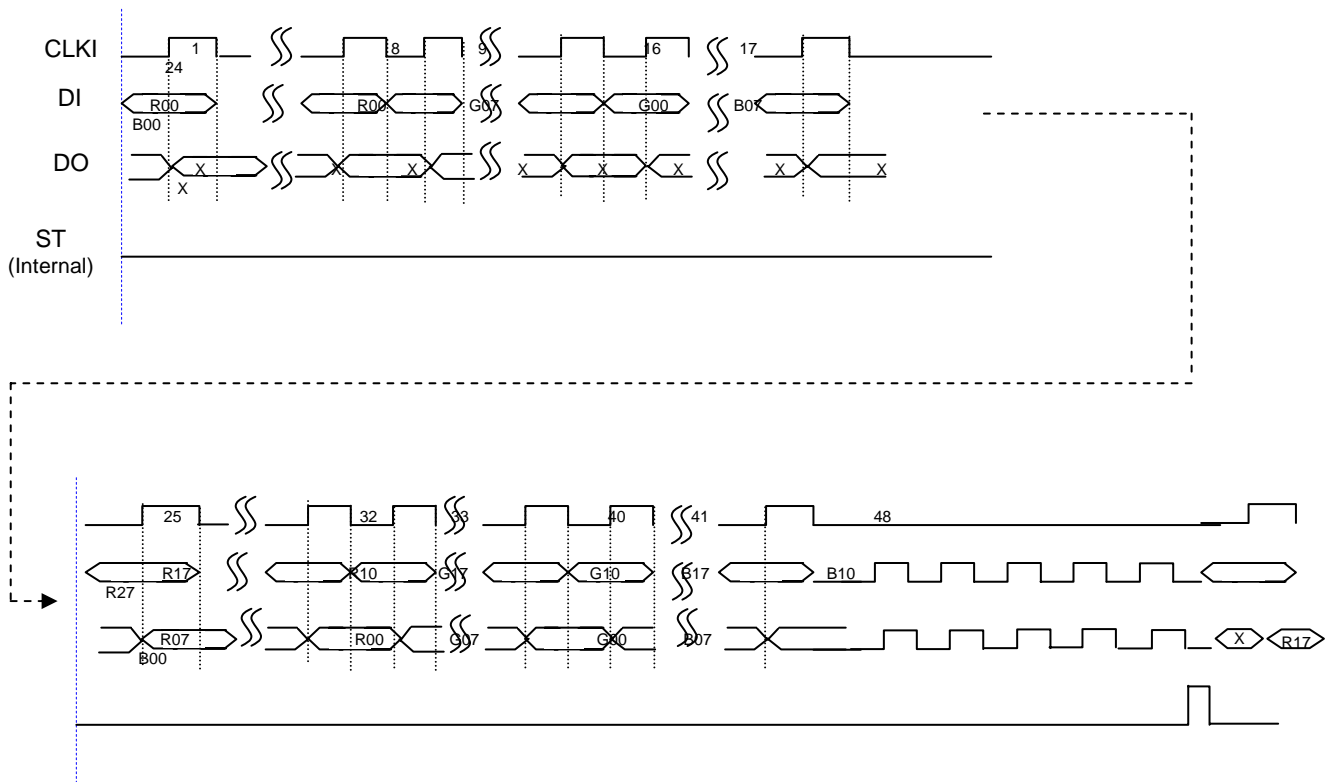 CLKI 1 8 9 16 17
24
DI R00 R00 G07 G00 B07
B00
DO X X X X X X X X
X
ST
(Internal)
25 32 33 40 41 48
R17 R10 G17 G10 B17 B10
R27
R07 R00 G07 G00 B07 X R17
B00